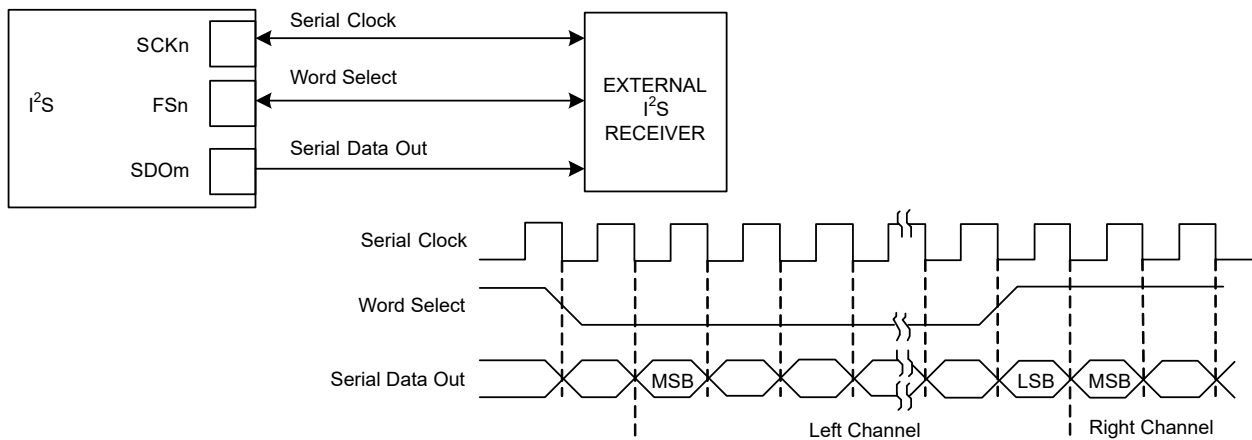 Serial Clock
SCKn
Word Select
I²S
FSn
EXTERNAL
I²S
RECEIVER
Serial Data Out
SDOm
Serial Clock
Word Select
Serial Data Out
MSB
LSB
MSB
Left Channel
Right Channel